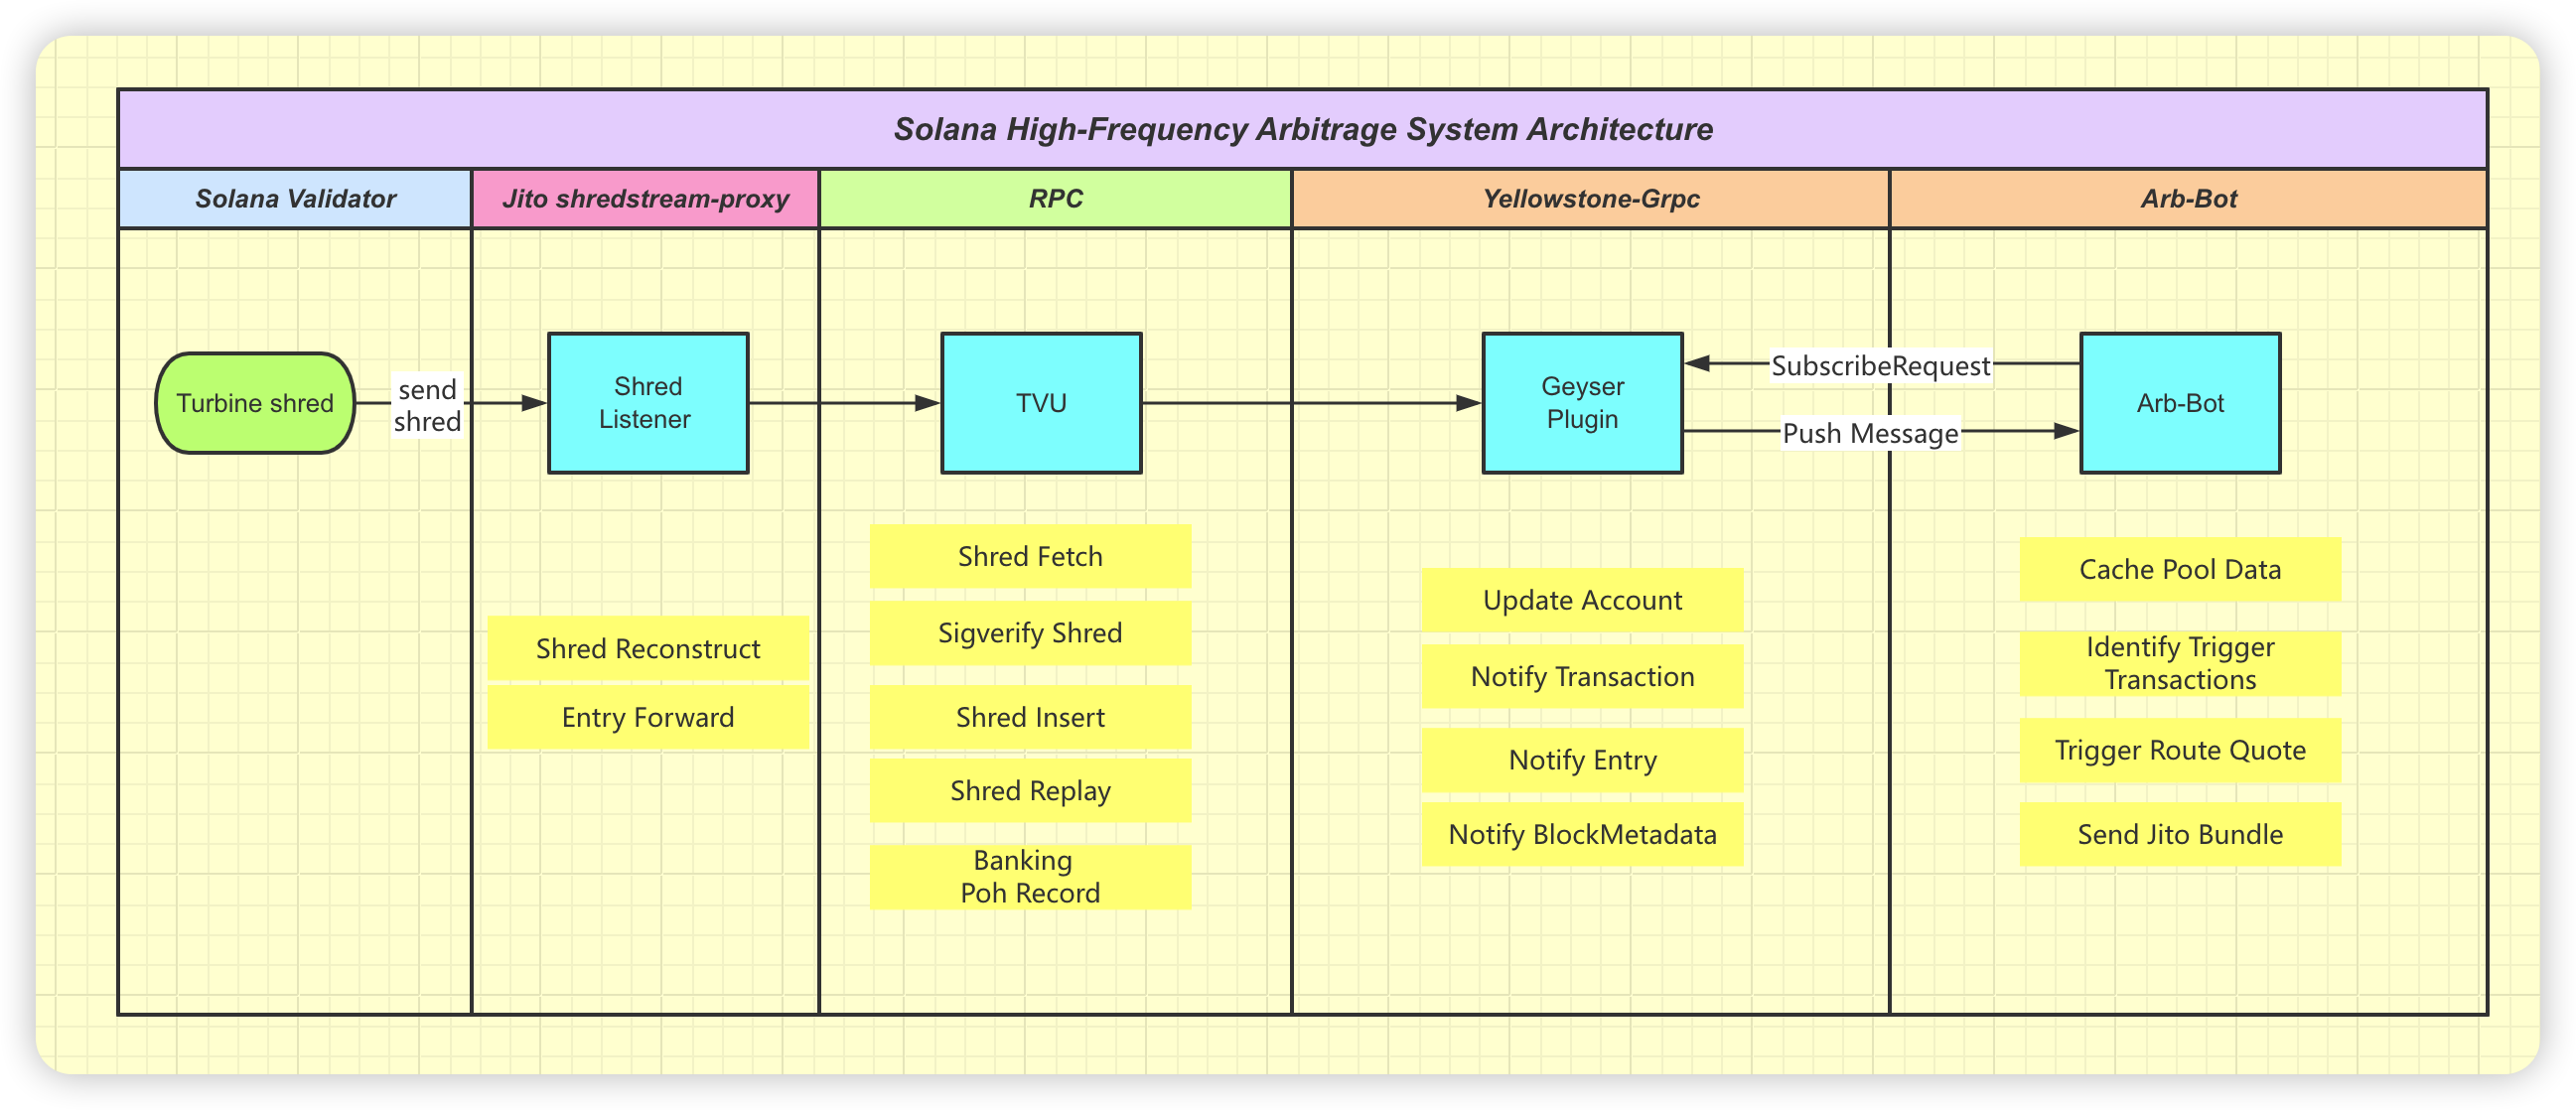 Solana High-Frequency Arbitrage System Architecture
Solana Validator
Jito shredstream-proxy
RPC
Yellowstone-Grpc
Arb-Bot
Turbine shred
send
shred
Shred
Listener
TVU
Geyser
Plugin
SubscribeRequest
Push Message
Arb-Bot
Shred Reconstruct
Entry Forward
Shred Fetch
Sigverify Shred
Shred Insert
Shred Replay
Banking
Poh Record
Update Account
Notify Transaction
Notify Entry
Notify BlockMetadata
Cache Pool Data
Identify Trigger
Transactions
Trigger Route Quote
Send Jito Bundle